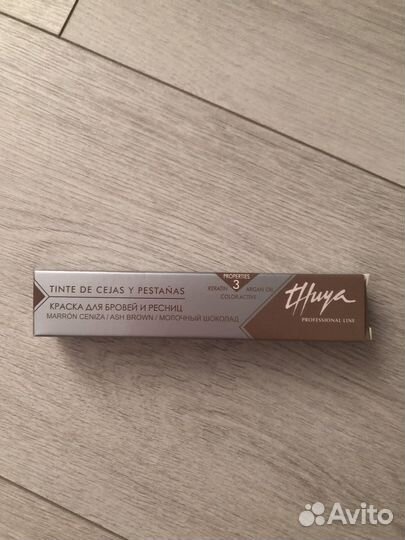 TINTE DE CEJAS Y PESTAÑAS
КРАСКА ДЛЯ БРОВЕЙ И РЕСНИЦ
MARRÓN CENIZA / ASH BROWN / МОЛОЧНЫЙ ШОКОЛАД
PROPERTIES
3
KERATIN ARGAN OIL
COLORACTIVE
thuya
PROFESSIONAL LINE
Avito